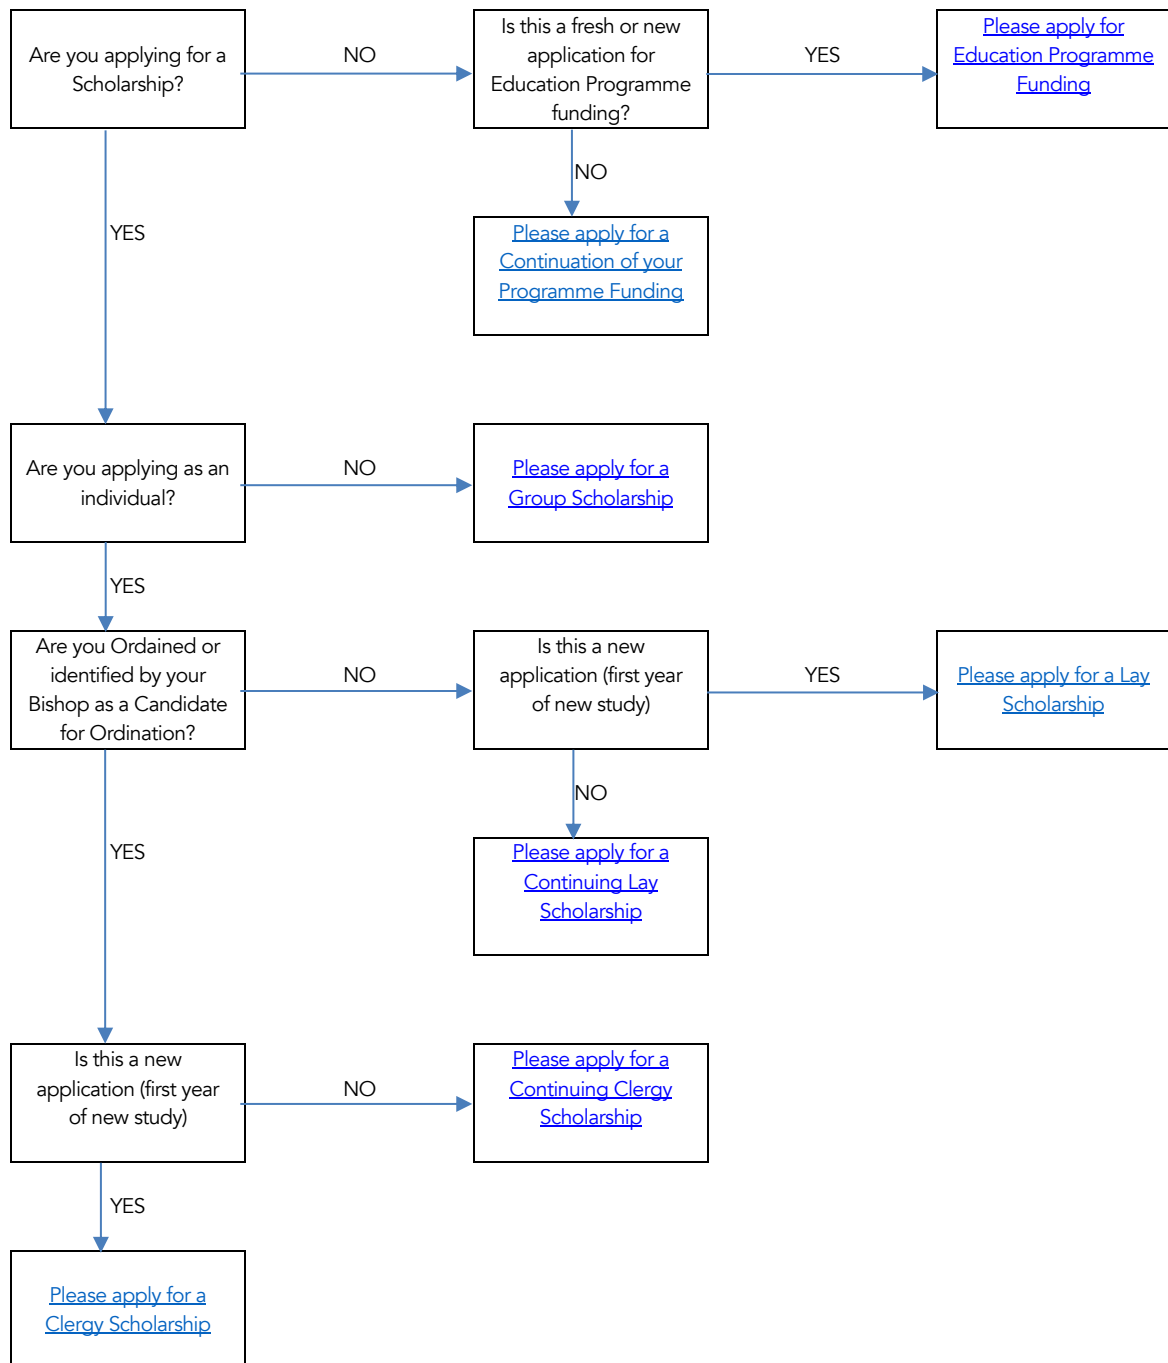 Are you applying for a
Scholarship?
NO
Is this a fresh or new
application for
Education Programme
funding?
YES
Please apply for
Education Programme
Funding
NO
YES
Please apply for a
Continuation of your
Programme Funding
Are you applying as an
individual?
NO
Please apply for a
Group Scholarship
YES
Are you Ordained or
identified by your
Bishop as a Candidate
for Ordination?
NO
Is this a new
application (first year
of new study)
YES
Please apply for a Lay
Scholarship
NO
YES
Please apply for a
Continuing Lay
Scholarship
Is this a new
application (first year
of new study)
NO
Please apply for a
Continuing Clergy
Scholarship
YES
Please apply for a
Clergy Scholarship